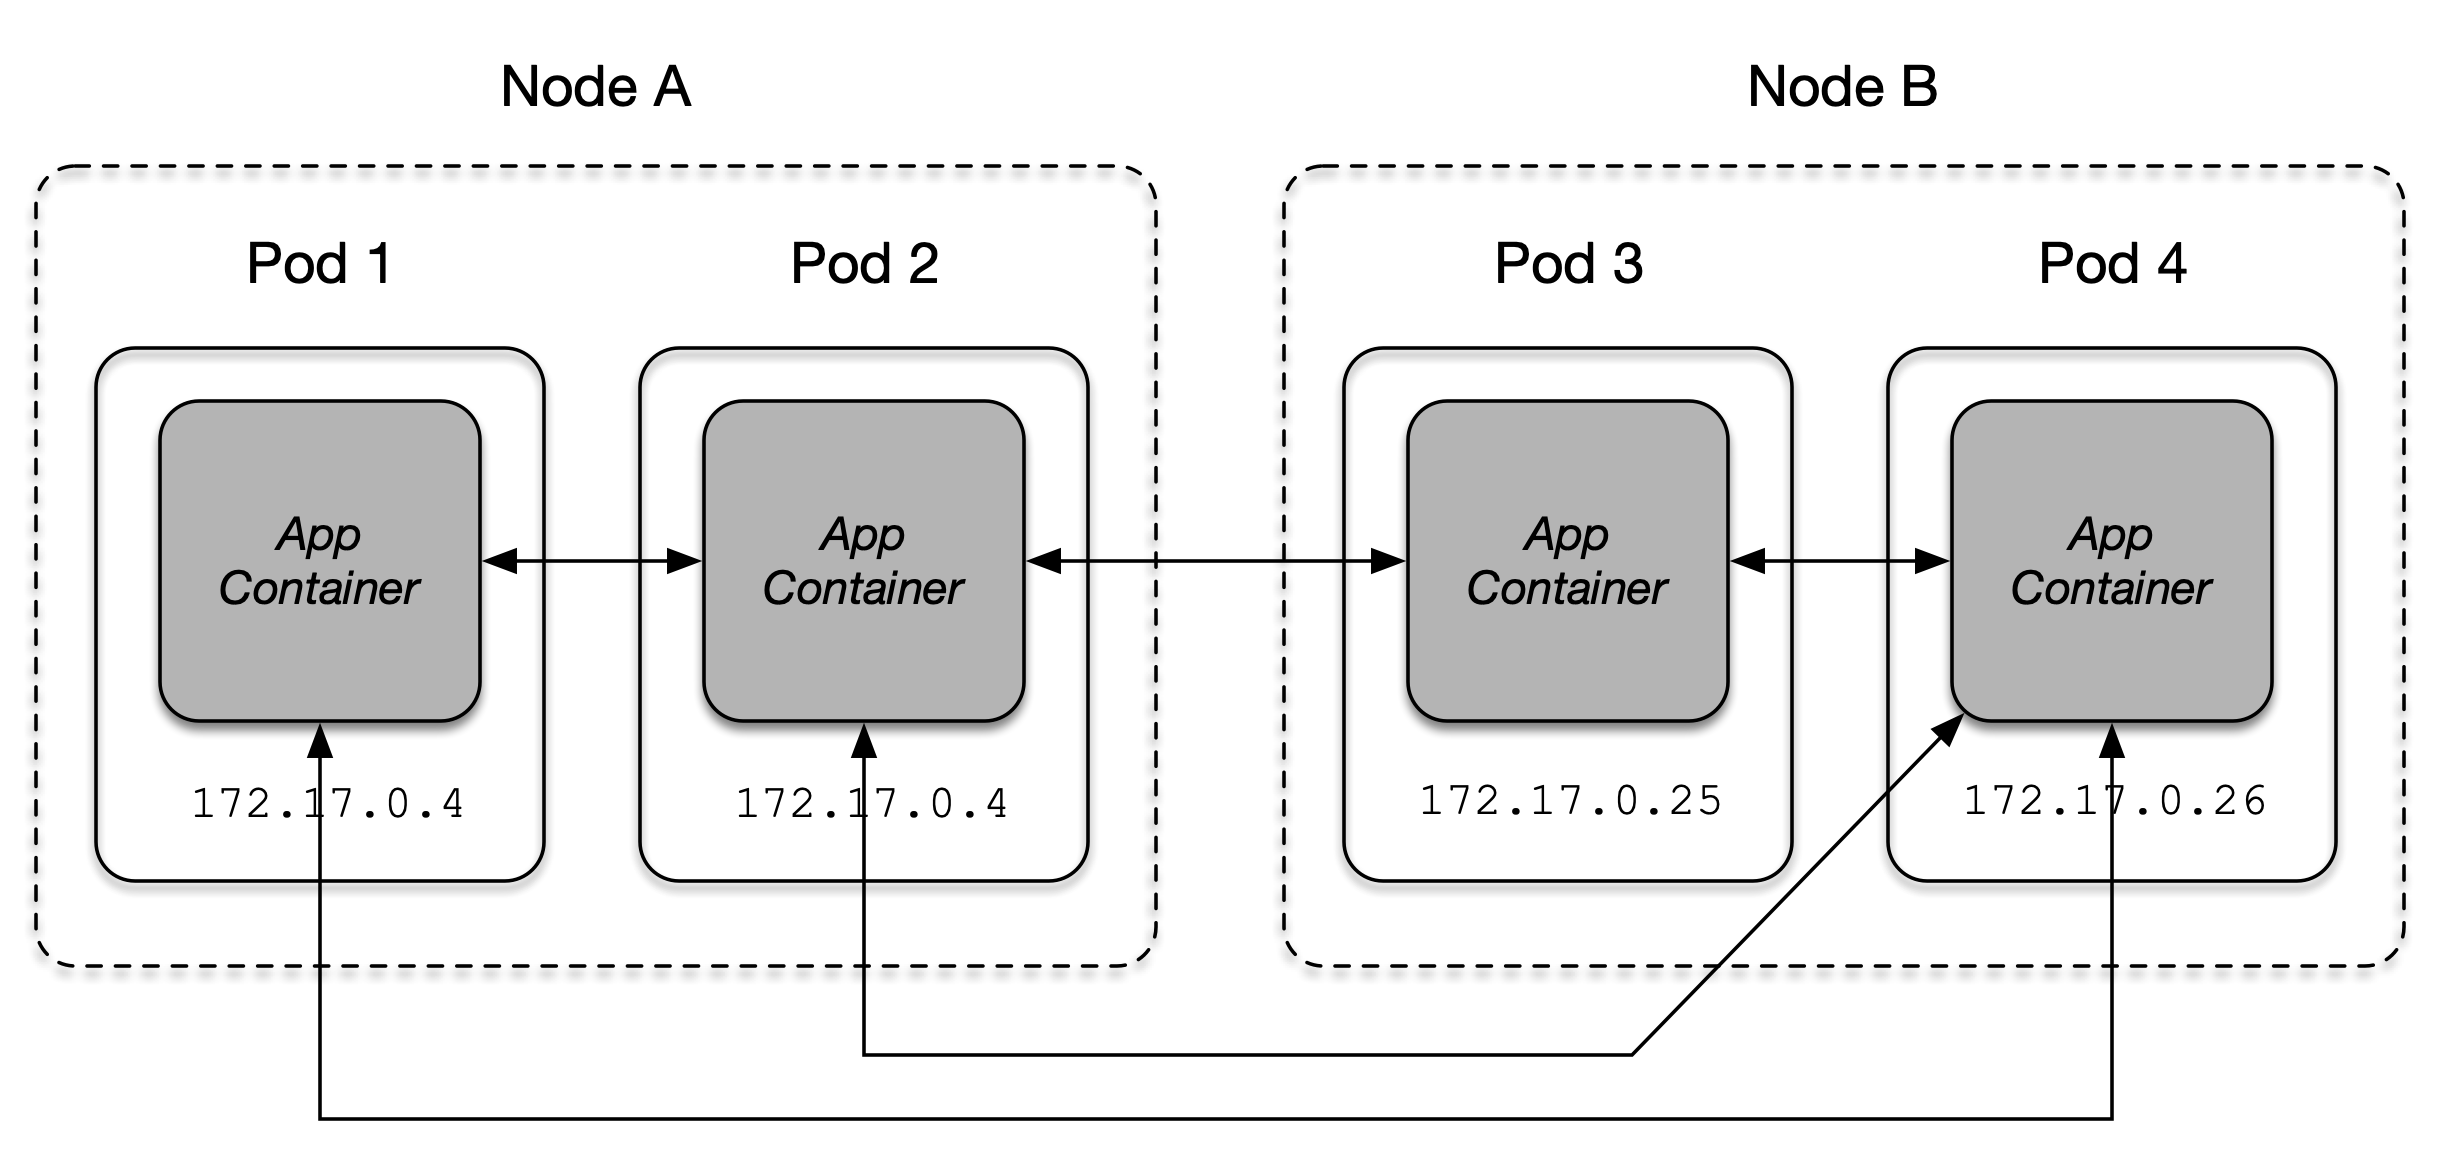 Node A
Node B
Pod 1
Pod 2
Pod 3
Pod 4
App
Container
App
Container
App
Container
App
Container
172.17.0.4
172.17.0.4
172.17.0.25
172.17.0.26